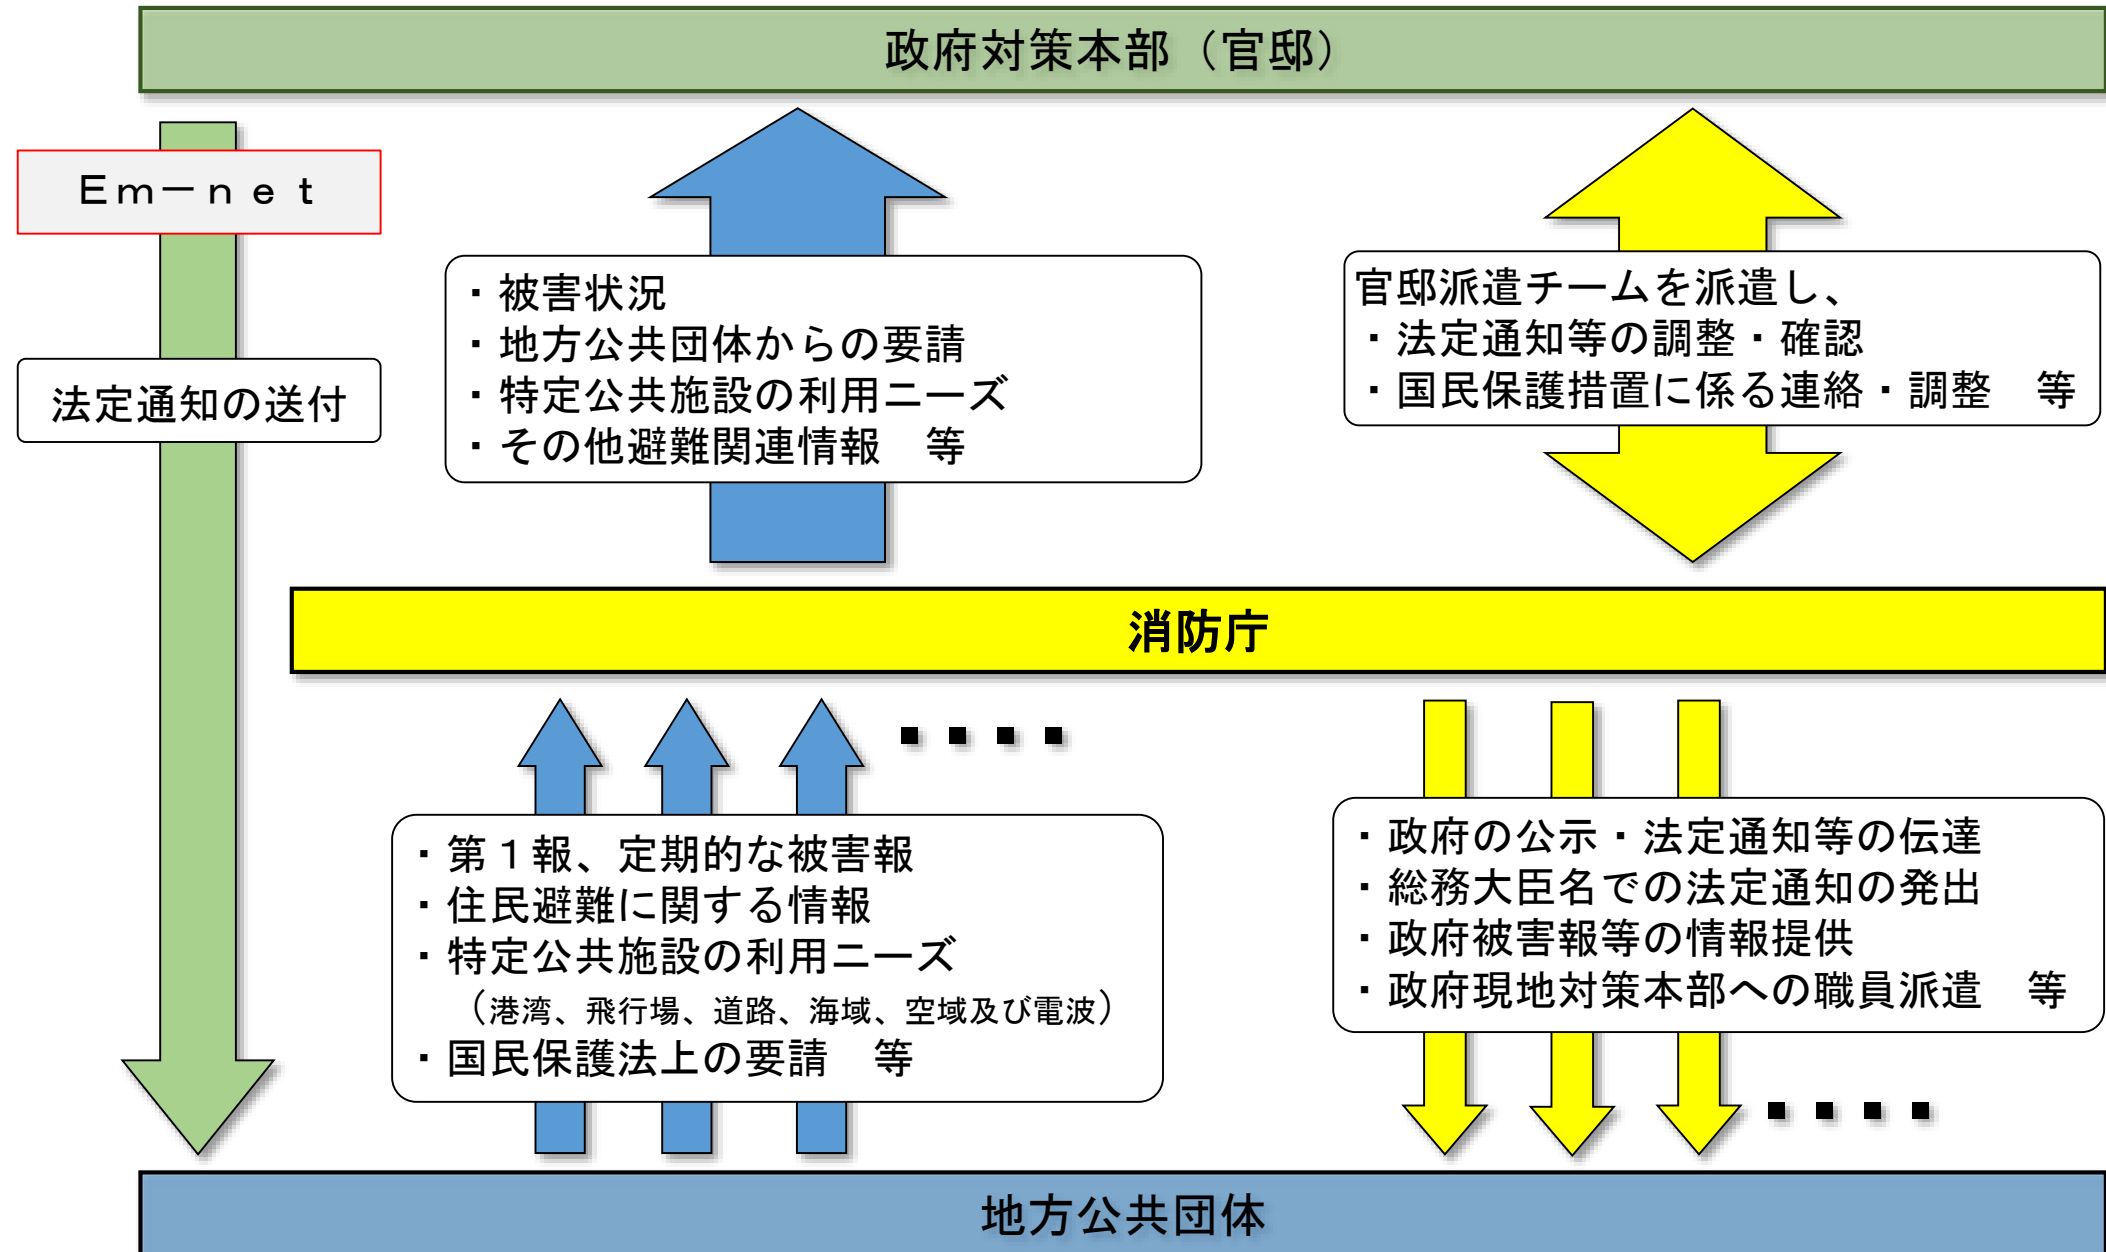 政府対策本部（官邸）
Ｅｍ－ｎｅｔ
法定通知の送付
・被害状況
・地方公共団体からの要請
・特定公共施設の利用ニーズ
・その他避難関連情報　等
官邸派遣チームを派遣し、
・法定通知等の調整・確認
・国民保護措置に係る連絡・調整　等
消防庁
・・・・
・第１報、定期的な被害報
・住民避難に関する情報
・特定公共施設の利用ニーズ
（港湾、飛行場、道路、海域、空域及び電波）
・国民保護法上の要請　等
・政府の公示・法定通知等の伝達
・総務大臣名での法定通知の発出
・政府被害報等の情報提供
・政府現地対策本部への職員派遣　等
・・・・
地方公共団体